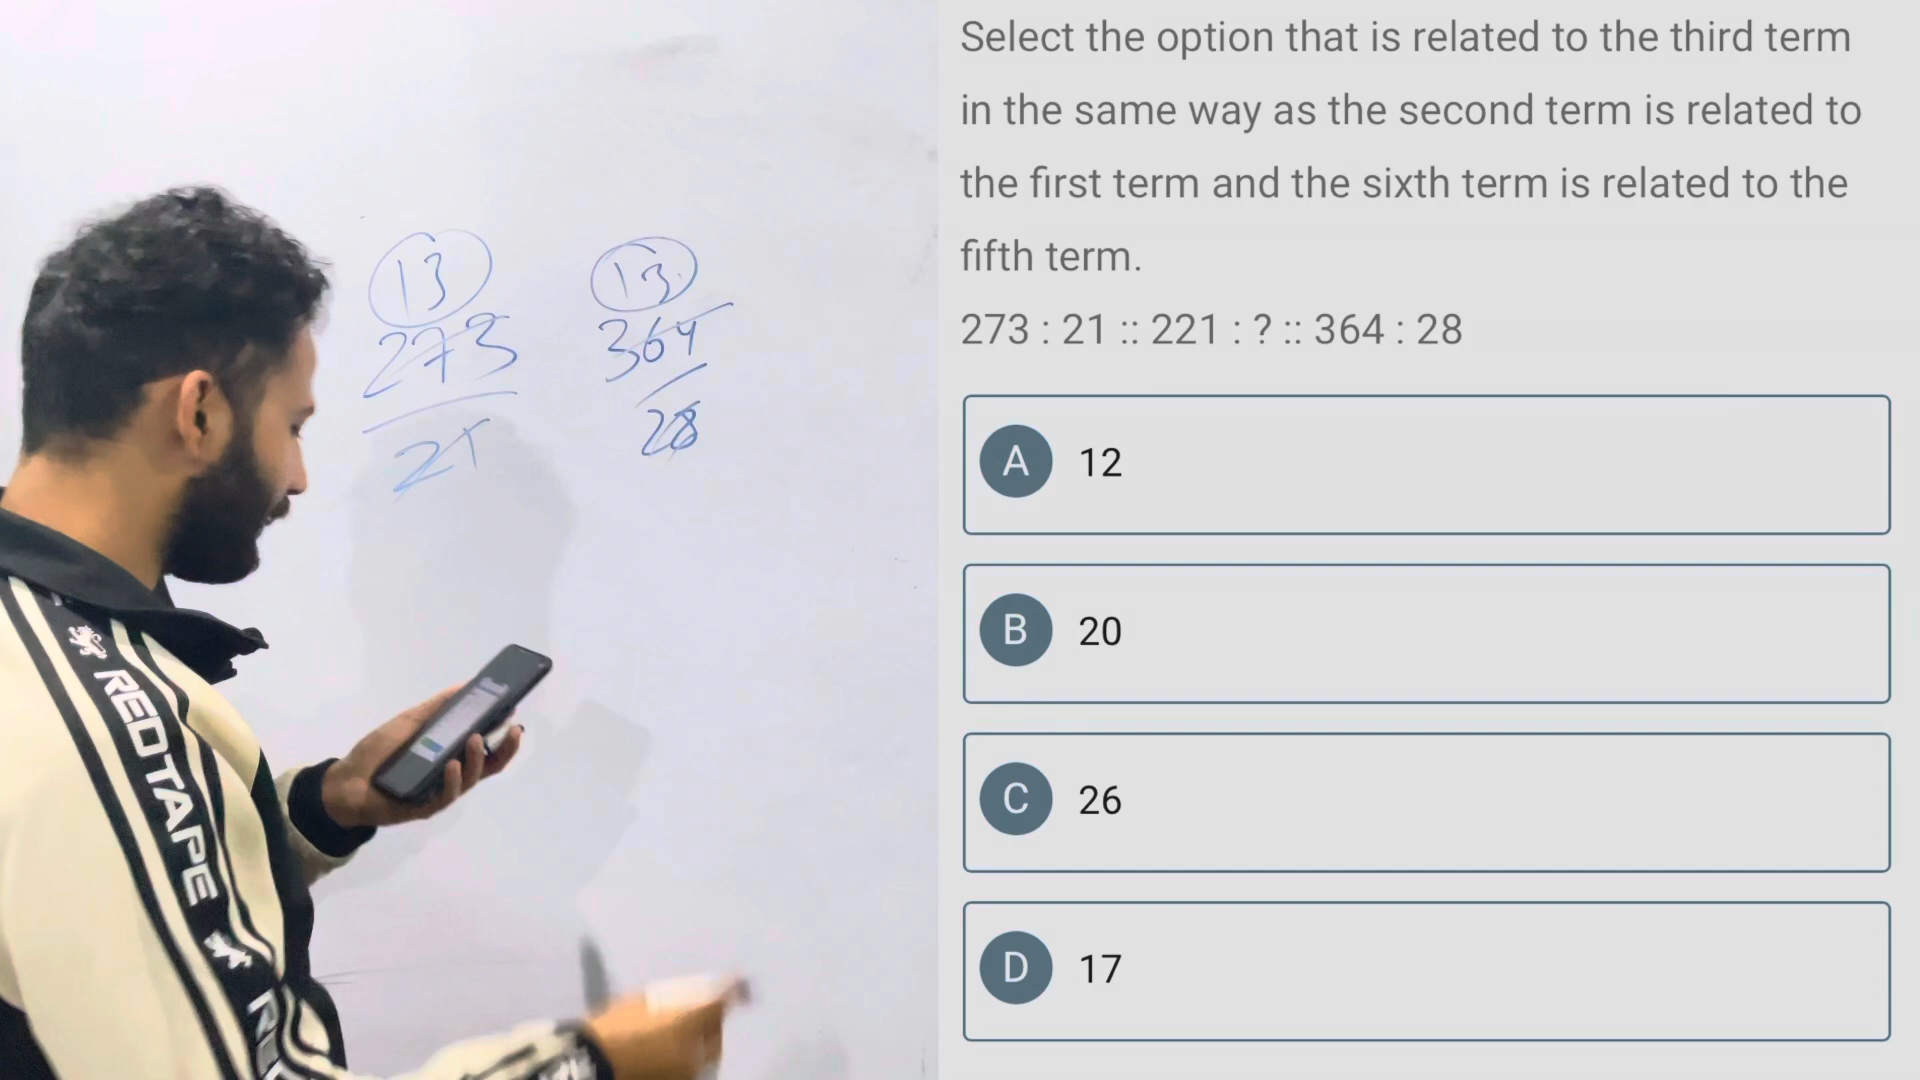 Select the option that is related to the third term
in the same way as the second term is related to
the first term and the sixth term is related to the
fifth term.
273 : 21 :: 221 : ? :: 364 : 28
A 12
B 20
C 26
D 17
13
273
21
13
364
28
REDTAPE